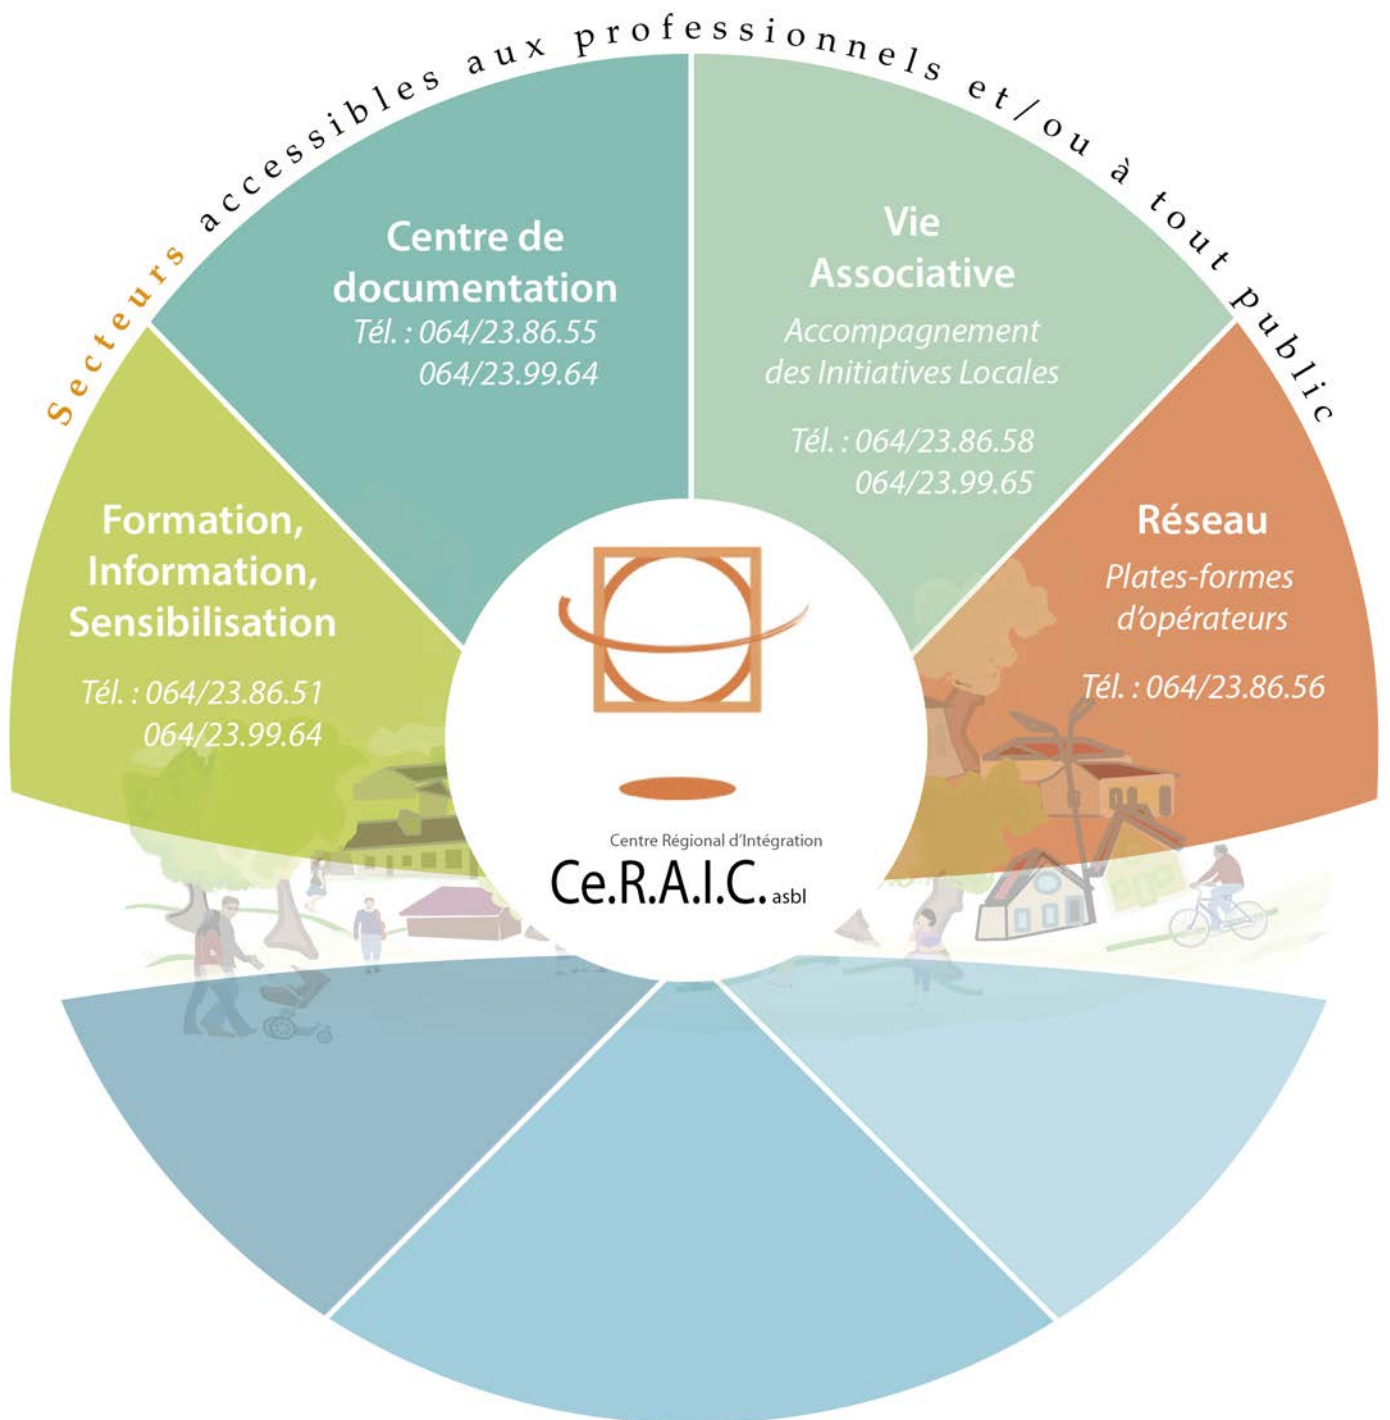 Secteurs accessibles aux professionnels et/ou à tout public
Centre de
documentation
Tél. : 064/23.86.55
064/23.99.64
Vie
Associative
Accompagnement
des Initiatives Locales
Tél. : 064/23.86.58
064/23.99.65
Formation,
Information,
Sensibilisation
Tél. : 064/23.86.51
064/23.99.64
Réseau
Plates-formes
d'opérateurs
Tél. : 064/23.86.56
Centre Régional d'Intégration
Ce.R.A.I.C. asbl